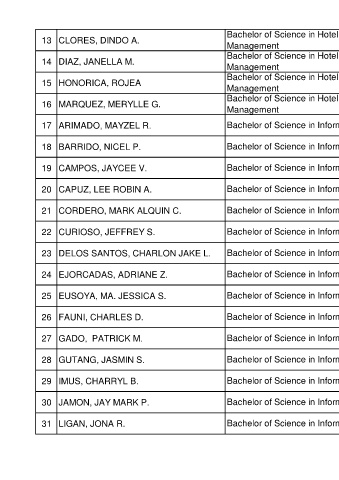 13 CLORES, DINDO A. Bachelor of Science in Hotel
Management
14 DIAZ, JANELLA M. Bachelor of Science in Hotel
Management
15 HONORICA, ROJEA Bachelor of Science in Hotel
Management
16 MARQUEZ, MERYLLE G. Bachelor of Science in Hotel
Management
17 ARIMADO, MAYZEL R. Bachelor of Science in Inform
18 BARRIDO, NICEL P. Bachelor of Science in Inform
19 CAMPOS, JAYCEE V. Bachelor of Science in Inform
20 CAPUZ, LEE ROBIN A. Bachelor of Science in Inform
21 CORDERO, MARK ALQUIN C. Bachelor of Science in Inform
22 CURIOSO, JEFFREY S. Bachelor of Science in Inform
23 DELOS SANTOS, CHARLON JAKE L. Bachelor of Science in Inform
24 EJORCADAS, ADRIANE Z. Bachelor of Science in Inform
25 EUSOYA, MA. JESSICA S. Bachelor of Science in Inform
26 FAUNI, CHARLES D. Bachelor of Science in Inform
27 GADO, PATRICK M. Bachelor of Science in Inform
28 GUTANG, JASMIN S. Bachelor of Science in Inform
29 IMUS, CHARRYL B. Bachelor of Science in Inform
30 JAMON, JAY MARK P. Bachelor of Science in Inform
31 LIGAN, JONA R. Bachelor of Science in Inform